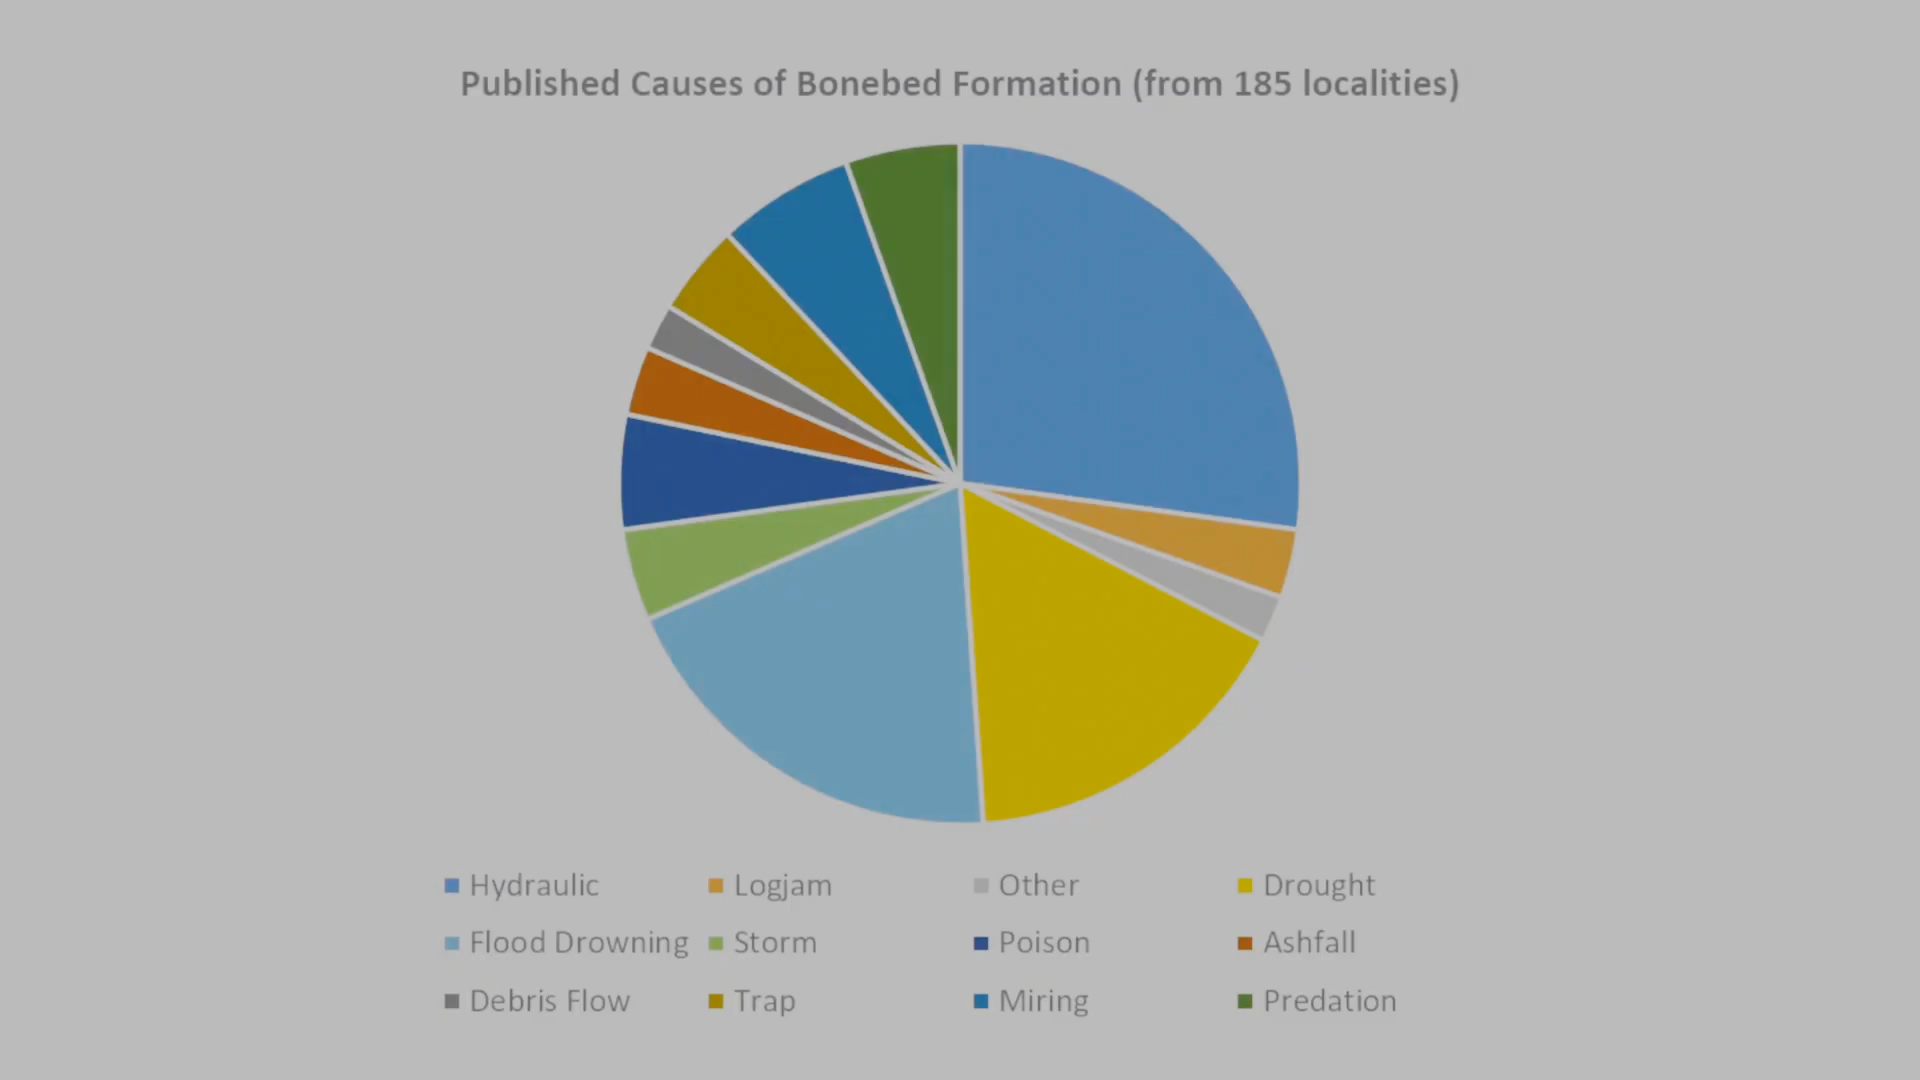 Published Causes of Bonebed Formation (from 185 localities)
Hydraulic Logjam Other Drought
Flood Drowning Storm Poison Ashfall
Debris Flow Trap Miring Predation